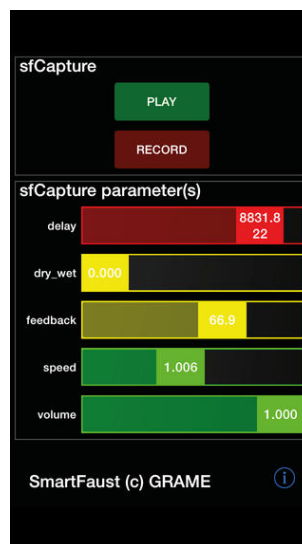 sfCapture
PLAY
RECORD
sfCapture parameter(s)
delay
8831.8
22
dry_wet
0.000
feedback
66.9
speed
1.006
volume
1.000
SmartFaust (c) GRAME
i